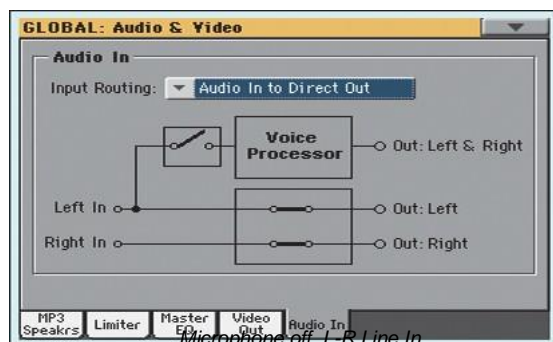 GLOBAL: Audio & Video
Audio In
Input Routing: Audio In to Direct Out
Voice
Processor
Out: Left & Right
Left In
Out: Left
Right In
Out: Right
MP3
Speakrs
Limiter
Master
EQ
Video
Out
Audio In
Microphone off, L-R Line In